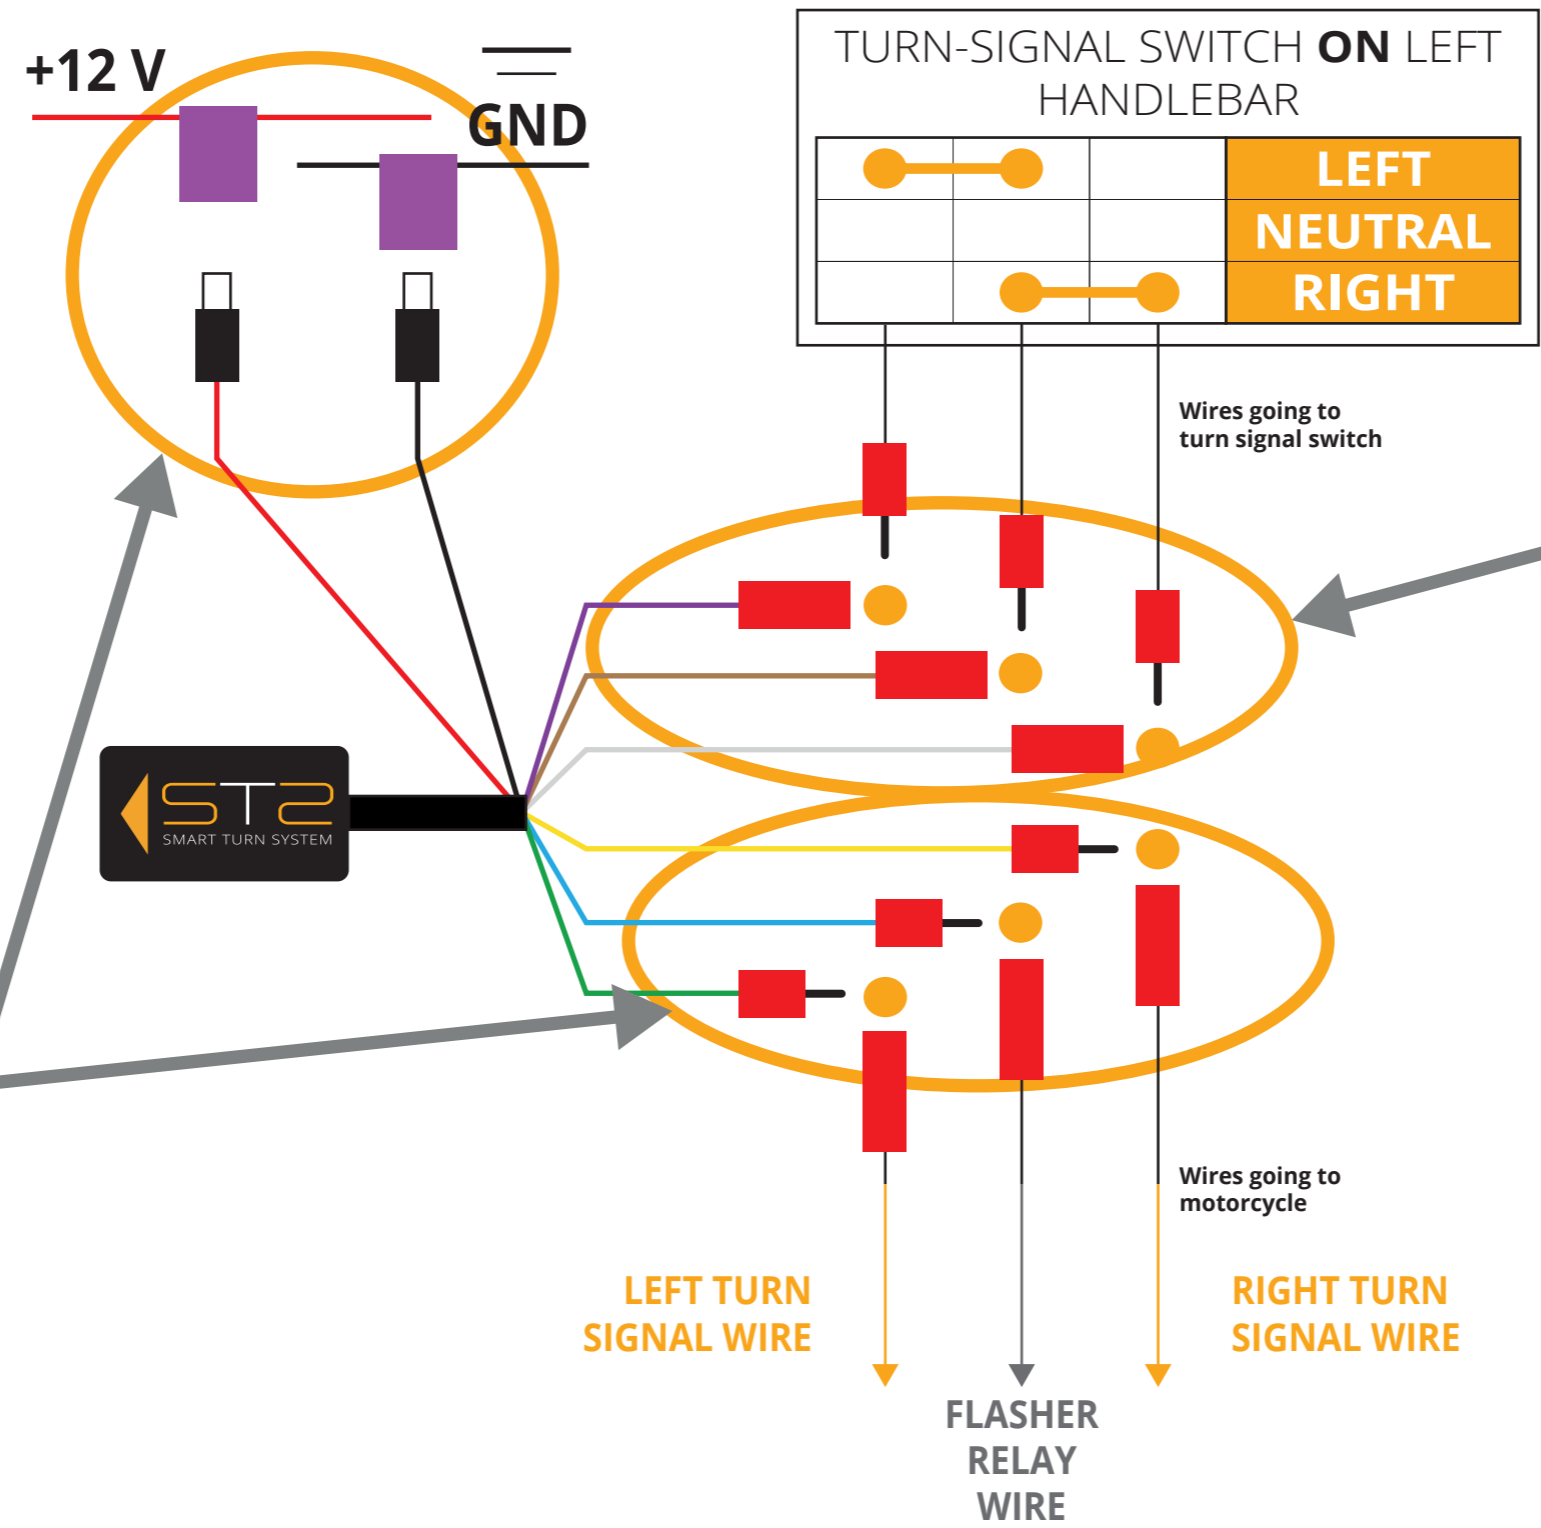 +12 V
GND
TURN-SIGNAL SWITCH ON LEFT
HANDLEBAR
LEFT
NEUTRAL
RIGHT
Wires going to
turn signal switch
STS
SMART TURN SYSTEM
Wires going to
motorcycle
LEFT TURN
SIGNAL WIRE
RIGHT TURN
SIGNAL WIRE
FLASHER
RELAY
WIRE